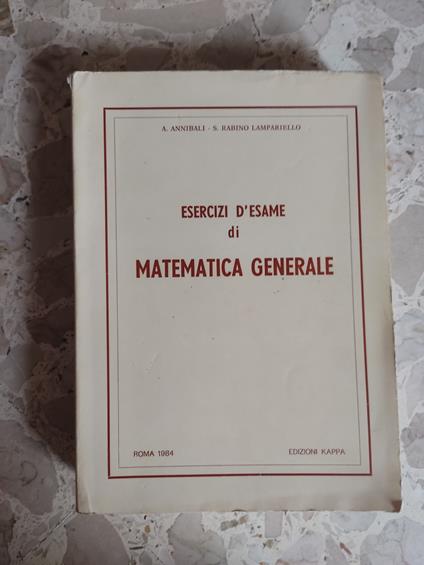 A. ANNIBALI - S. RABINO LAMPARIELLO
ESERCIZI D'ESAME
di
MATEMATICA GENERALE
ROMA 1984
EDIZIONI KAPPA